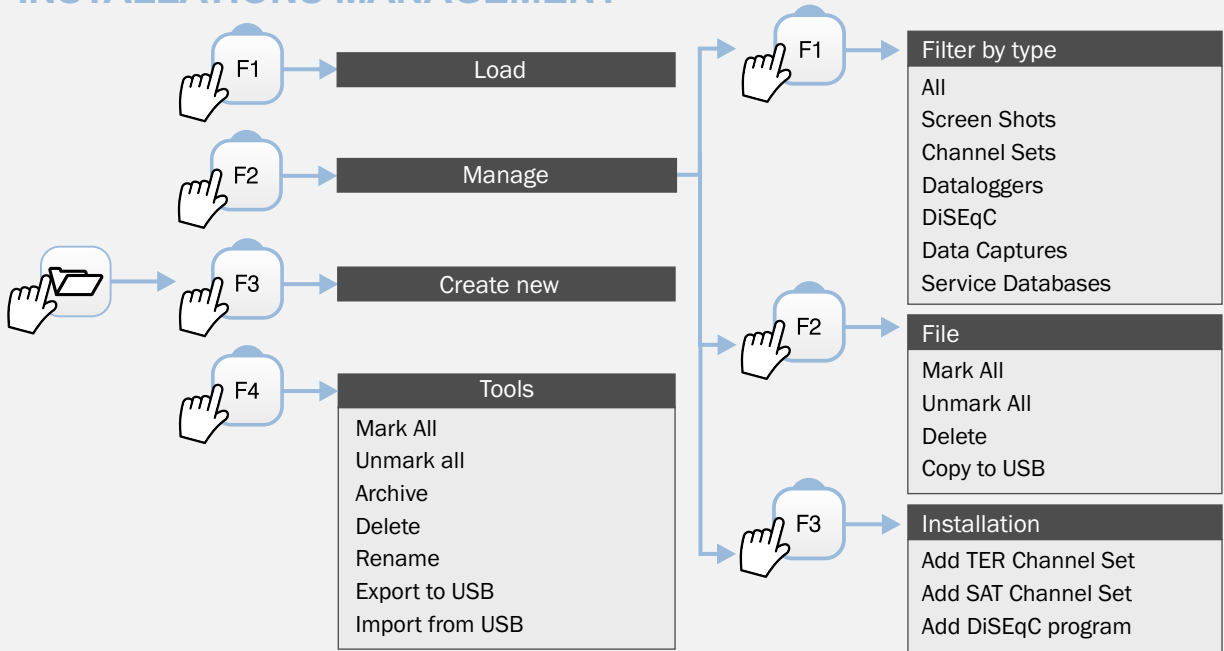 INSTALLATIONS MANAGEMENT
F1
Load
F2
Manage
F3
Create new
F4
Tools
Mark All
Unmark all
Archive
Delete
Rename
Export to USB
Import from USB
F1
Filter by type
All
Screen Shots
Channel Sets
Dataloggers
DiSEqC
Data Captures
Service Databases
F2
File
Mark All
Unmark All
Delete
Copy to USB
F3
Installation
Add TER Channel Set
Add SAT Channel Set
Add DiSEqC program